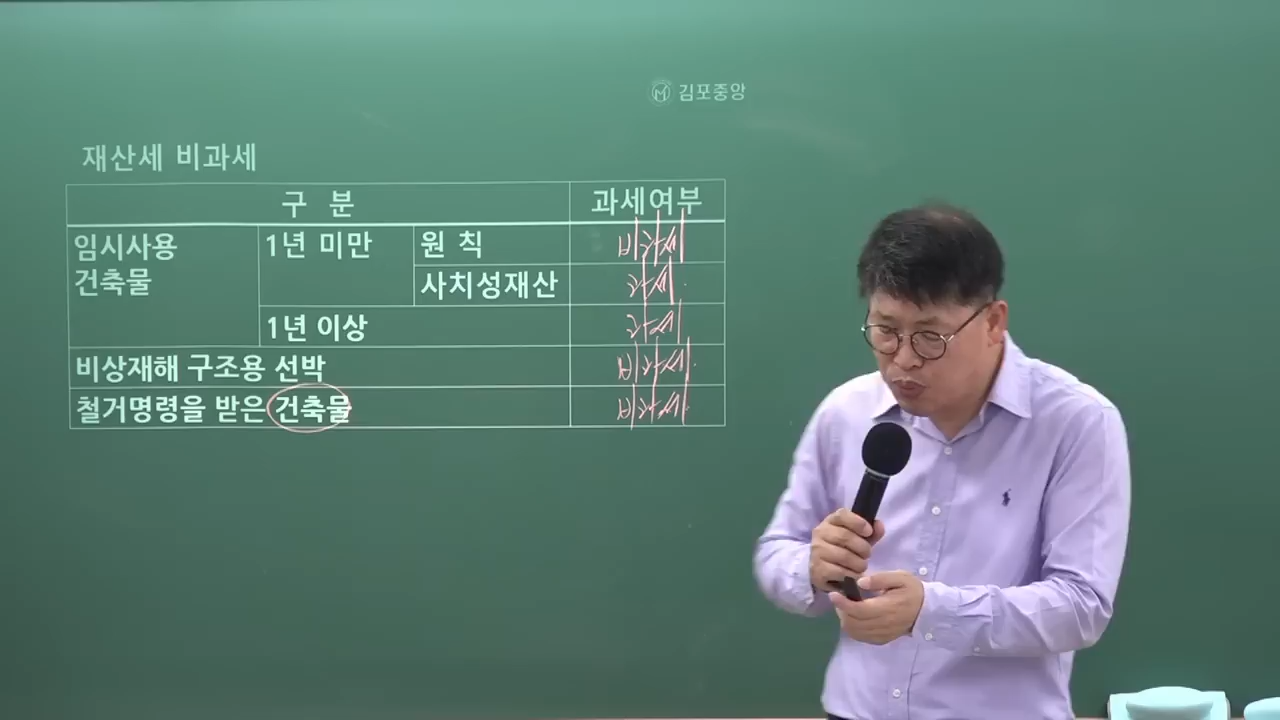 김포중앙
재산세 비과세
구 분 과세여부
임시사용 1년 미만 원 칙 비과세
건축물 사치성재산 과세
1년 이상 과세
비상재해 구조용 선박 비과세
철거명령을 받은 건축물 비과세